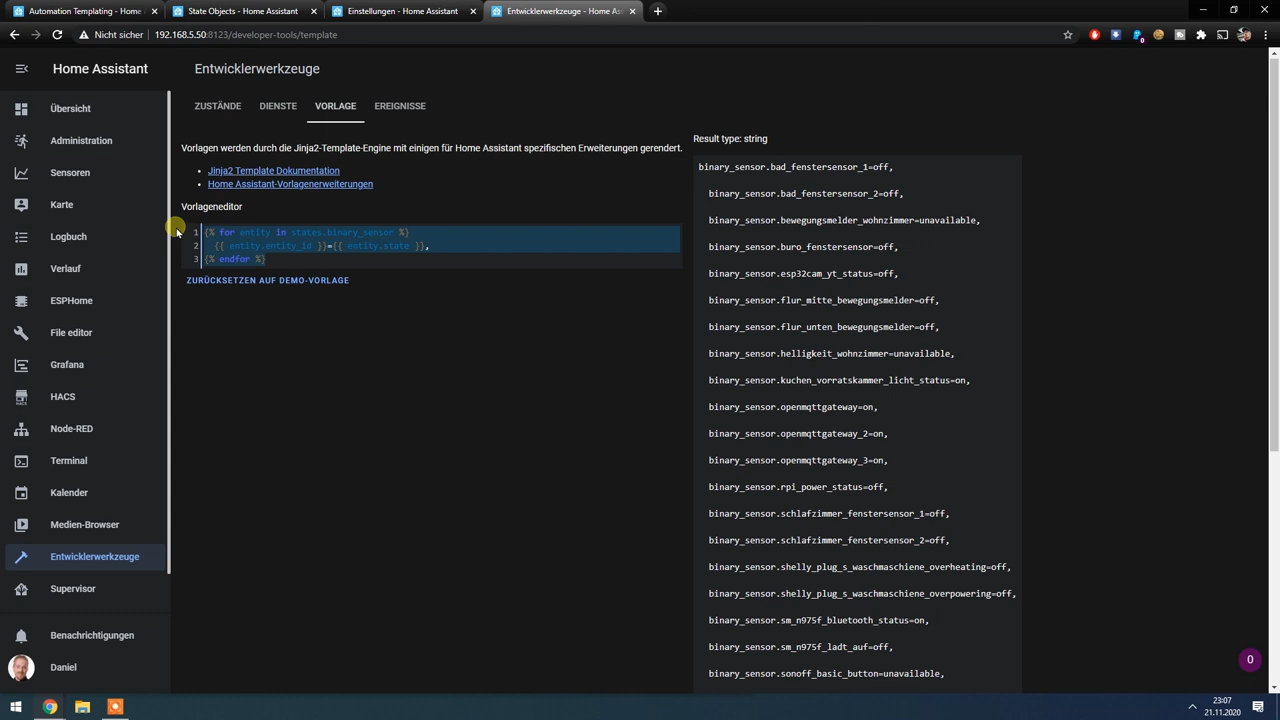 Automation Templating - Home
State Objects - Home Assistant
Einstellungen - Home Assistant
Entwicklerwerkzeuge - Home Ass
Nicht sicher
192.168.5.50:8123/developer-tools/template
Home Assistant
Entwicklerwerkzeuge
Übersicht
Administration
Sensoren
Karte
Logbuch
Verlauf
ESPHome
File editor
Grafana
HACS
HACS
Node-RED
Terminal
Kalender
Medien-Browser
Entwicklerwerkzeuge
Supervisor
Benachrichtigungen
Daniel
ZUSTÄNDE DIENSTE VORLAGE EREIGNISSE
Vorlagen werden durch die Jinja2-Template-Engine mit einigen für Home Assistant spezifischen Erweiterungen gerendert.
Jinja2 Template Dokumentation
Home Assistant-Vorlagenerweiterungen
Vorlageneditor
1 {% for entity in states.binary_sensor %}
2 {{ entity.entity_id }}={{ entity.state }},
3 {% endfor %}
ZURÜCKSETZEN AUF DEMO-VORLAGE
Result type: string
binary_sensor.bad_fenstersensor_1=off,
binary_sensor.bad_fenstersensor_2=off,
binary_sensor.bewegungsmelder_wohnzimmer=unavailable,
binary_sensor.buro_fenstersensor=off,
binary_sensor.esp32cam_yt_status=off,
binary_sensor.flur_mitte_bewegungsmelder=off,
binary_sensor.flur_unten_bewegungsmelder=off,
binary_sensor.helligkeit_wohnzimmer=unavailable,
binary_sensor.kuchen_vorratskammer_licht_status=on,
binary_sensor.openmqttgateway=on,
binary_sensor.openmqttgateway_2=on,
binary_sensor.openmqttgateway_3=on,
binary_sensor.rpi_power_status=off,
binary_sensor.schlafzimmer_fenstersensor_1=off,
binary_sensor.schlafzimmer_fenstersensor_2=off,
binary_sensor.shelly_plug_s_waschmaschiene_overheating=off,
binary_sensor.shelly_plug_s_waschmaschiene_overpowering=off,
binary_sensor.sm_n975f_bluetooth_status=on,
binary_sensor.sm_n975f_ladt_auf=off,
binary_sensor.sonoff_basic_button=unavailable,
0
0
23:07
21.11.2020